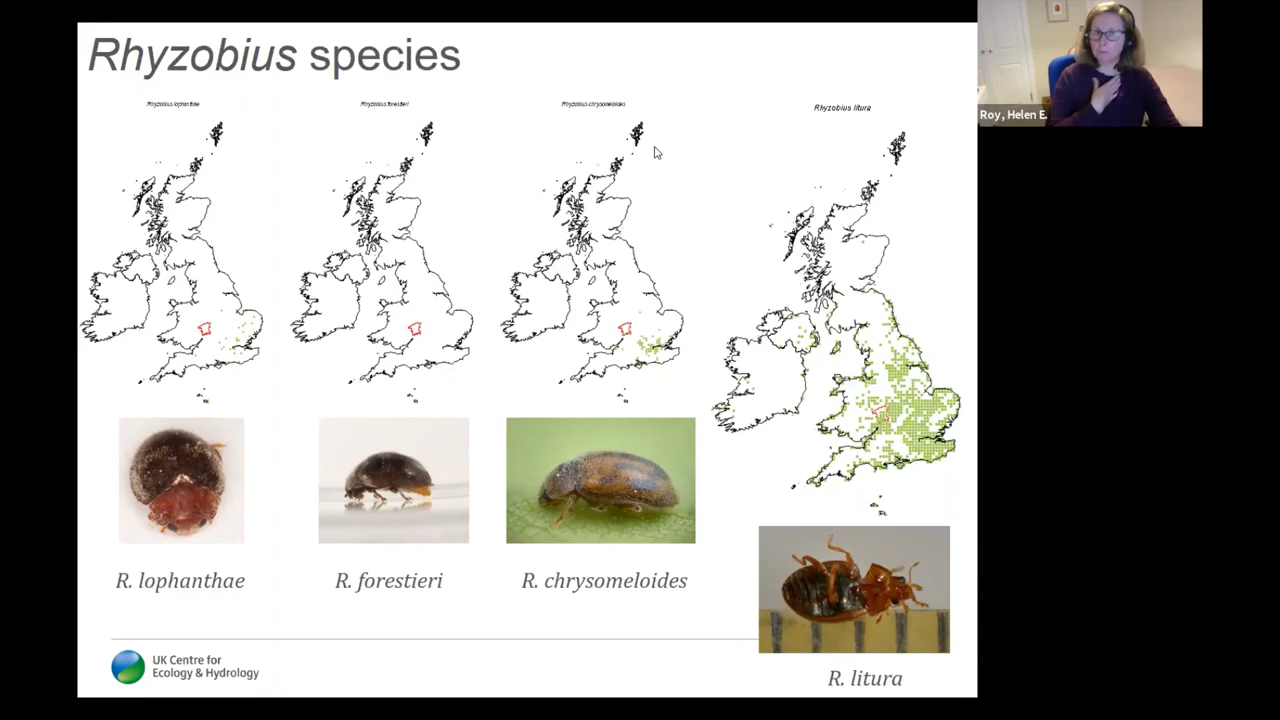 Rhyzobius species
Rhyzobius lophanthae
Rhyzobius forestieri
Rhyzobius chrysomeloides
Rhyzobius litura
R. lophanthae
R. forestieri
R. chrysomeloides
R. litura
UK Centre for
Ecology & Hydrology
Roy, Helen E.